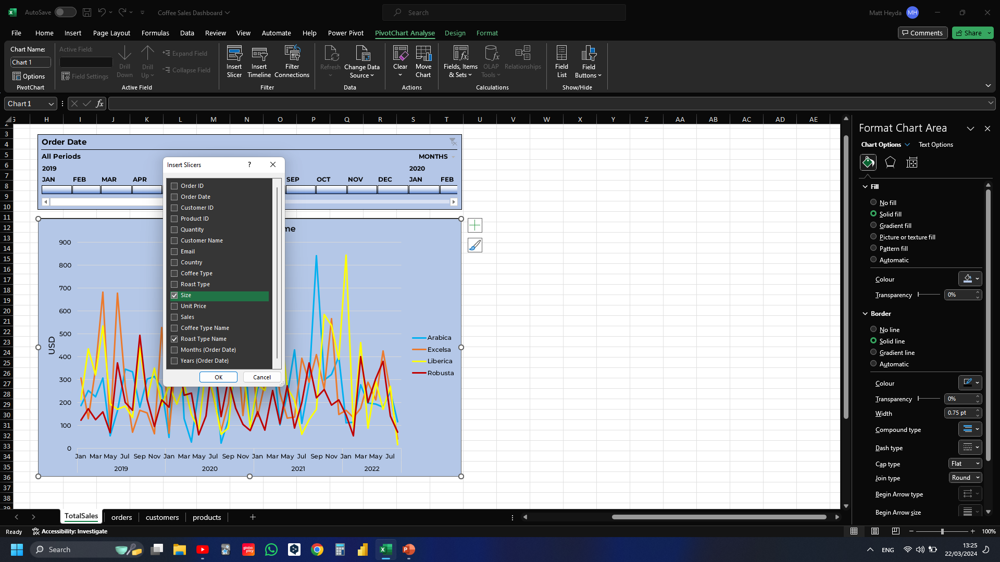 AutoSave
Coffee Sales Dashboard
Search
Matt Heyda
MH
File Home Insert Page Layout Formulas Data Review View Automate Help Power Pivot PivotChart Analyse Design Format
Comments
Share
Chart Name:
Chart 1
Options
PivotChart
Active Field:
Field Settings
Drill Down
Drill Up
Expand Field
Collapse Field
Active Field
Insert Slicer
Insert Timeline
Filter Connections
Filter
Refresh
Change Data Source
Data
Clear
Move Chart
Actions
Fields, Items & Sets
OLAP Tools
Relationships
Calculations
Field List
Field Buttons
Show/Hide
Chart 1
fx
H I J K L M N O P Q R S T U V W X Y Z AA AB AC AD AE
3
4
5
6
7
8
9
10
11
12
13
14
15
16
17
18
19
20
21
22
23
24
25
26
27
28
29
30
31
32
33
34
35
36
37
38
Order Date
All Periods
MONTHS
2019
2020
JAN FEB MAR APR SEP OCT NOV DEC JAN FEB
Insert Slicers
?
Order ID
Order Date
Customer ID
Product ID
Quantity
Customer Name
Email
Country
Coffee Type
Roast Type
Size
Unit Price
Sales
Coffee Type Name
Roast Type Name
Months (Order Date)
Years (Order Date)
OK
Cancel
me
USD
900
800
700
600
500
400
300
200
100
0
Jan Mar May Jul Sep Nov Jan Mar May Jul Sep Nov Jan Mar May Jul Sep Nov Jan Mar May Jul
2019 2020 2021 2022
Arabica
Excelsa
Liberica
Robusta
Format Chart Area
Chart Options
Text Options
Fill
No fill
Solid fill
Gradient fill
Picture or texture fill
Pattern fill
Automatic
Colour
Transparency 0%
Border
No line
Solid line
Gradient line
Automatic
Colour
Transparency 0%
Width 0.75 pt
Compound type
Dash type
Cap type Flat
Join type Round
Begin Arrow type
Begin Arrow size
TotalSales orders customers products
Ready
Accessibility: Investigate
100%
Search
globo play
ENG
13:25
22/03/2024